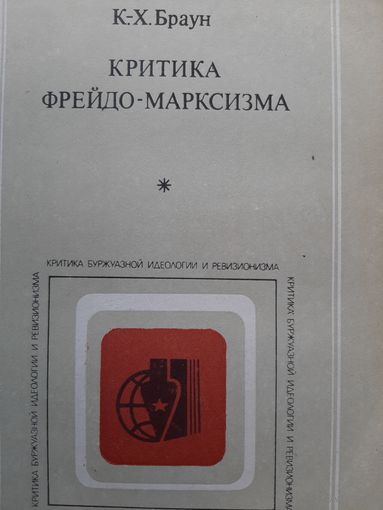 К.-Х. Браун
КРИТИКА
ФРЕЙДО-МАРКСИЗМА
*
КРИТИКА БУРЖУАЗНОЙ ИДЕОЛОГИИ И РЕВИЗИОНИЗМА
КРИТИКА БУРЖУАЗНОЙ ИДЕОЛОГИИ И РЕВИЗИОНИЗМА
КРИТИКА БУРЖУАЗНОЙ ИДЕОЛОГИИ И РЕВИЗИОНИЗМА